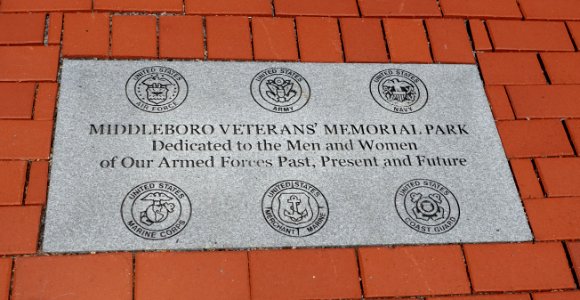 UNITED STATES AIR FORCE
UNITED STATES ARMY
UNITED STATES NAVY
MIDDLEBORO VETERANS' MEMORIAL PARK
Dedicated to the Men and Women
of Our Armed Forces Past, Present and Future
UNITED STATES MARINE CORPS
UNITED STATES MERCHANT MARINE
UNITED STATES COAST GUARD